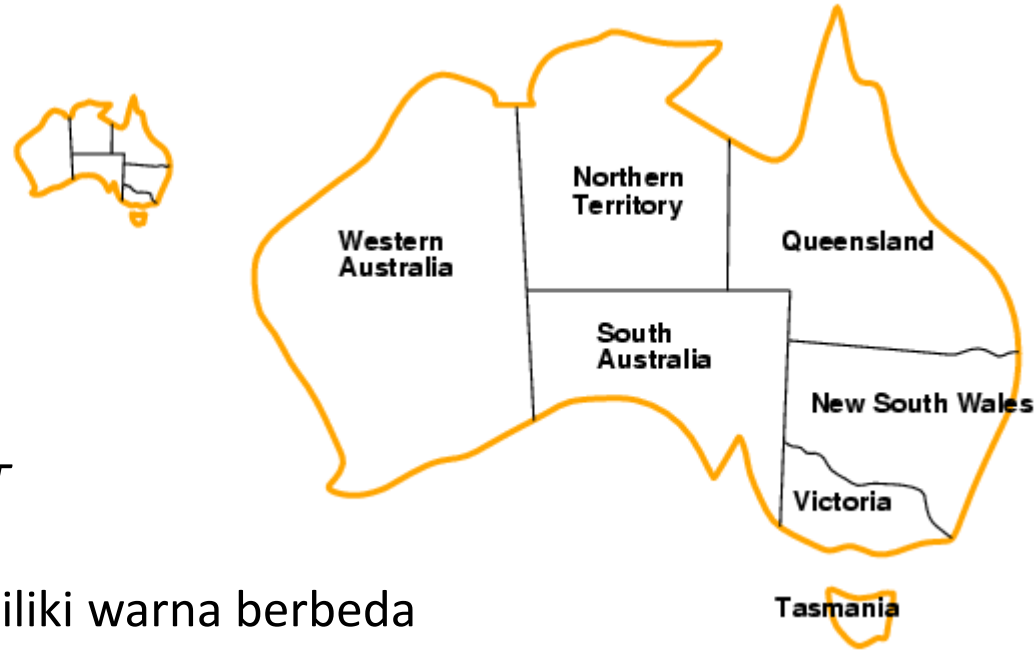 Northern
Territory
Western
Australia
Queensland
South
Australia
New South Wales
Victoria
Tasmania
iliki warna berbeda